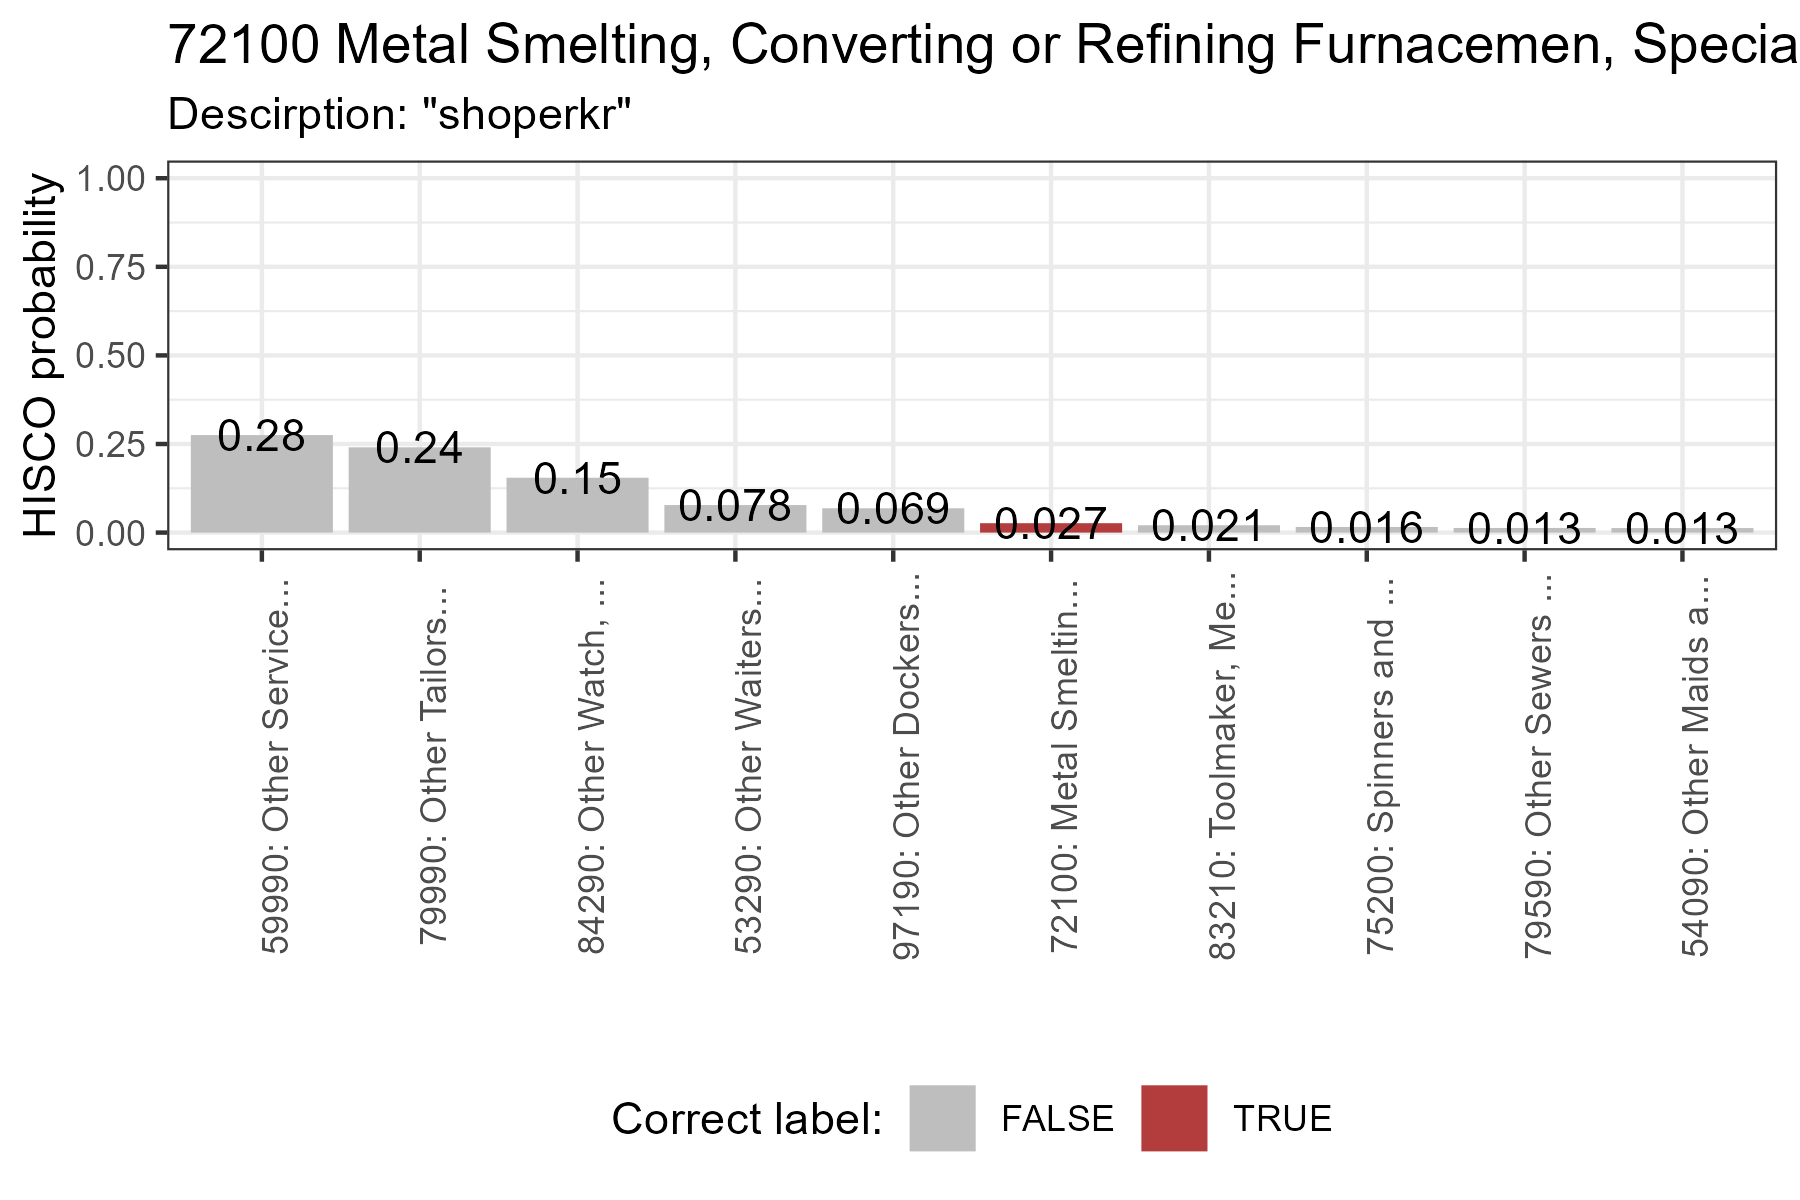 72100 Metal Smelting, Converting or Refining Furnacemen, Specia
Descirption: "shoperkr"
HISCO probability
1.00
0.75
0.50
0.25
0.00
0.28
0.24
0.15
0.078
0.069
0.027
0.021
0.016
0.013
0.013
59990: Other Service...
79990: Other Tailors...
84290: Other Watch, ...
53290: Other Waiters...
97190: Other Dockers...
72100: Metal Smeltin...
83210: Toolmaker, Me...
75200: Spinners and ...
79590: Other Sewers ...
54090: Other Maids a...
Correct label: FALSE TRUE